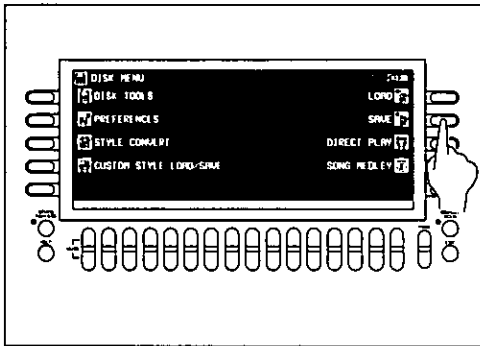 DISK MENU
DISK TOOLS
LOAD
PREFERENCES
SAVE
STYLE CONVERT
DIRECT PLAY
CUSTOM STYLE LOAD/SAVE
SONG MEDLEY